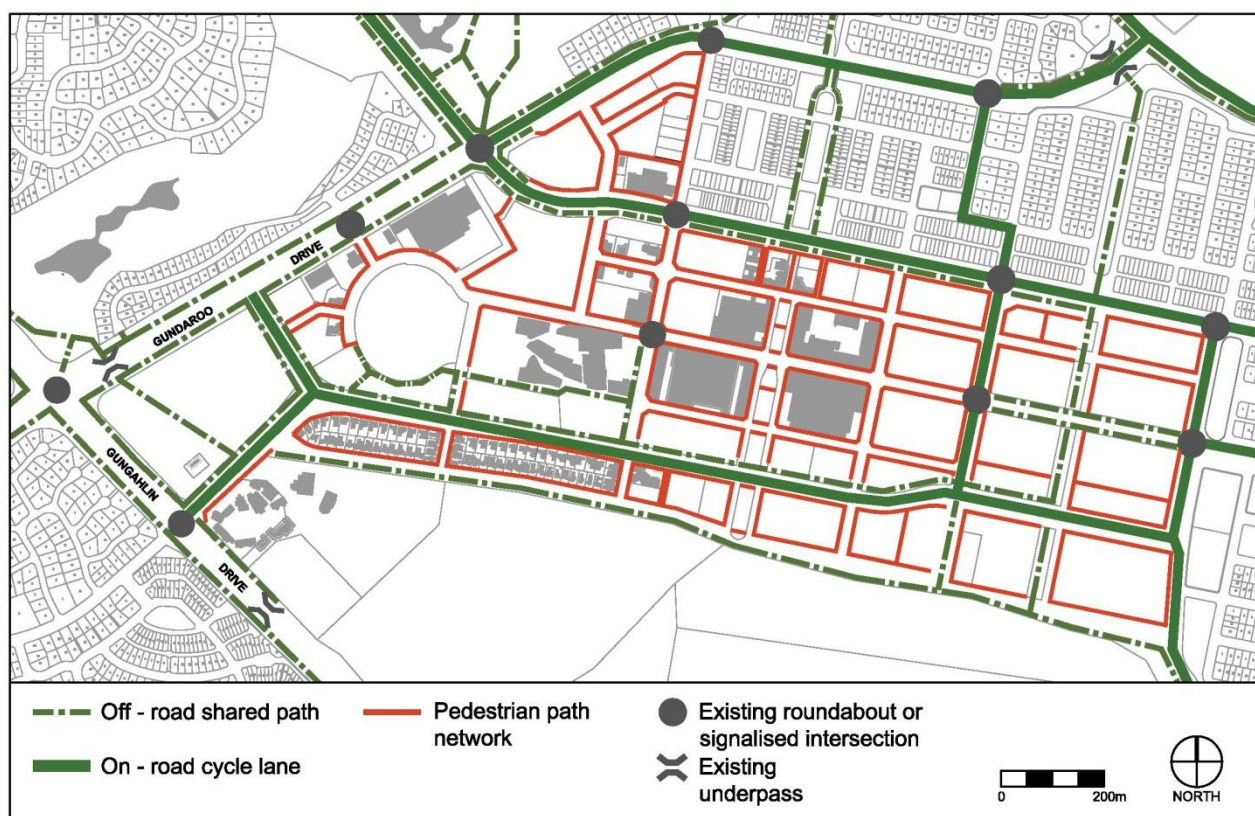 GUNDAROO
DRIVE
GUNGAHLIN
DRIVE
Off - road shared path
On - road cycle lane
Pedestrian path
network
Existing roundabout or
signalised intersection
Existing
underpass
0 200m
NORTH